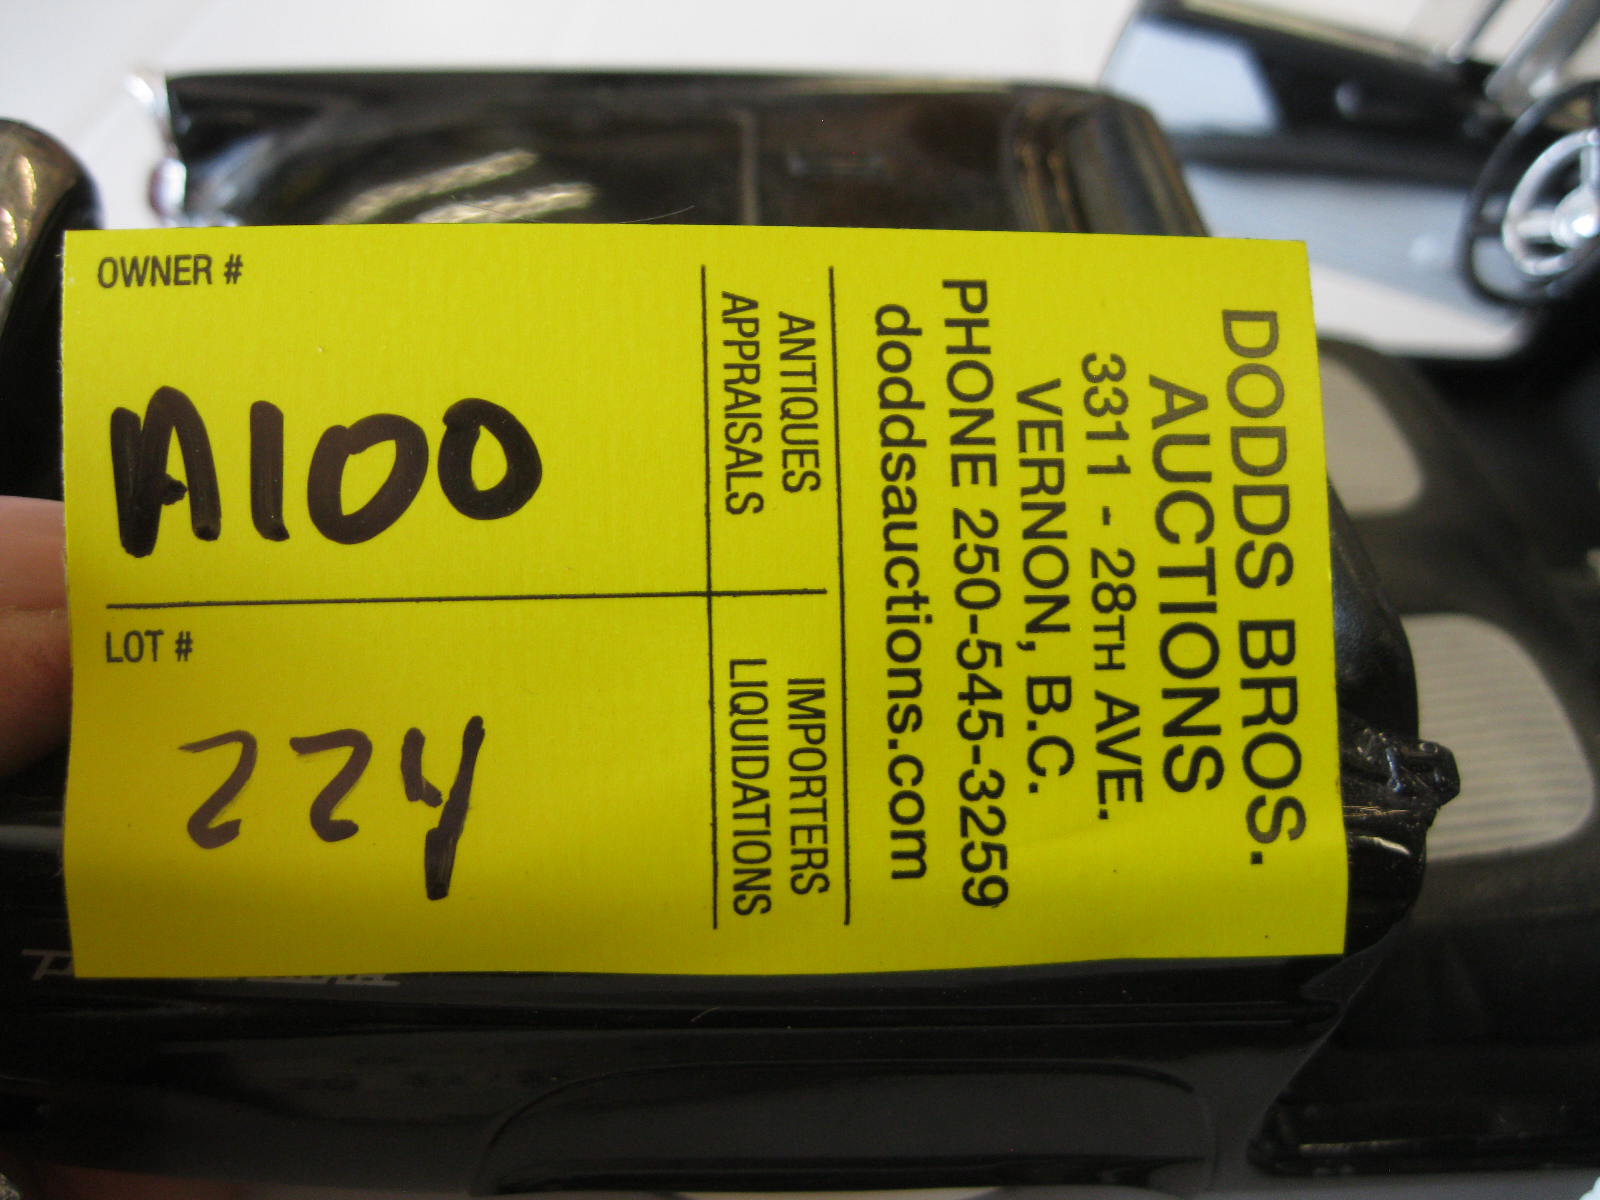 DODDS BROS.
AUCTIONS
3311 - 28TH AVE.
VERNON, B.C.
PHONE 250-545-3259
doddsauctions.com
ANTIQUES
APPRAISALS
IMPORTERS
LIQUIDATIONS
OWNER #
A100
LOT #
224